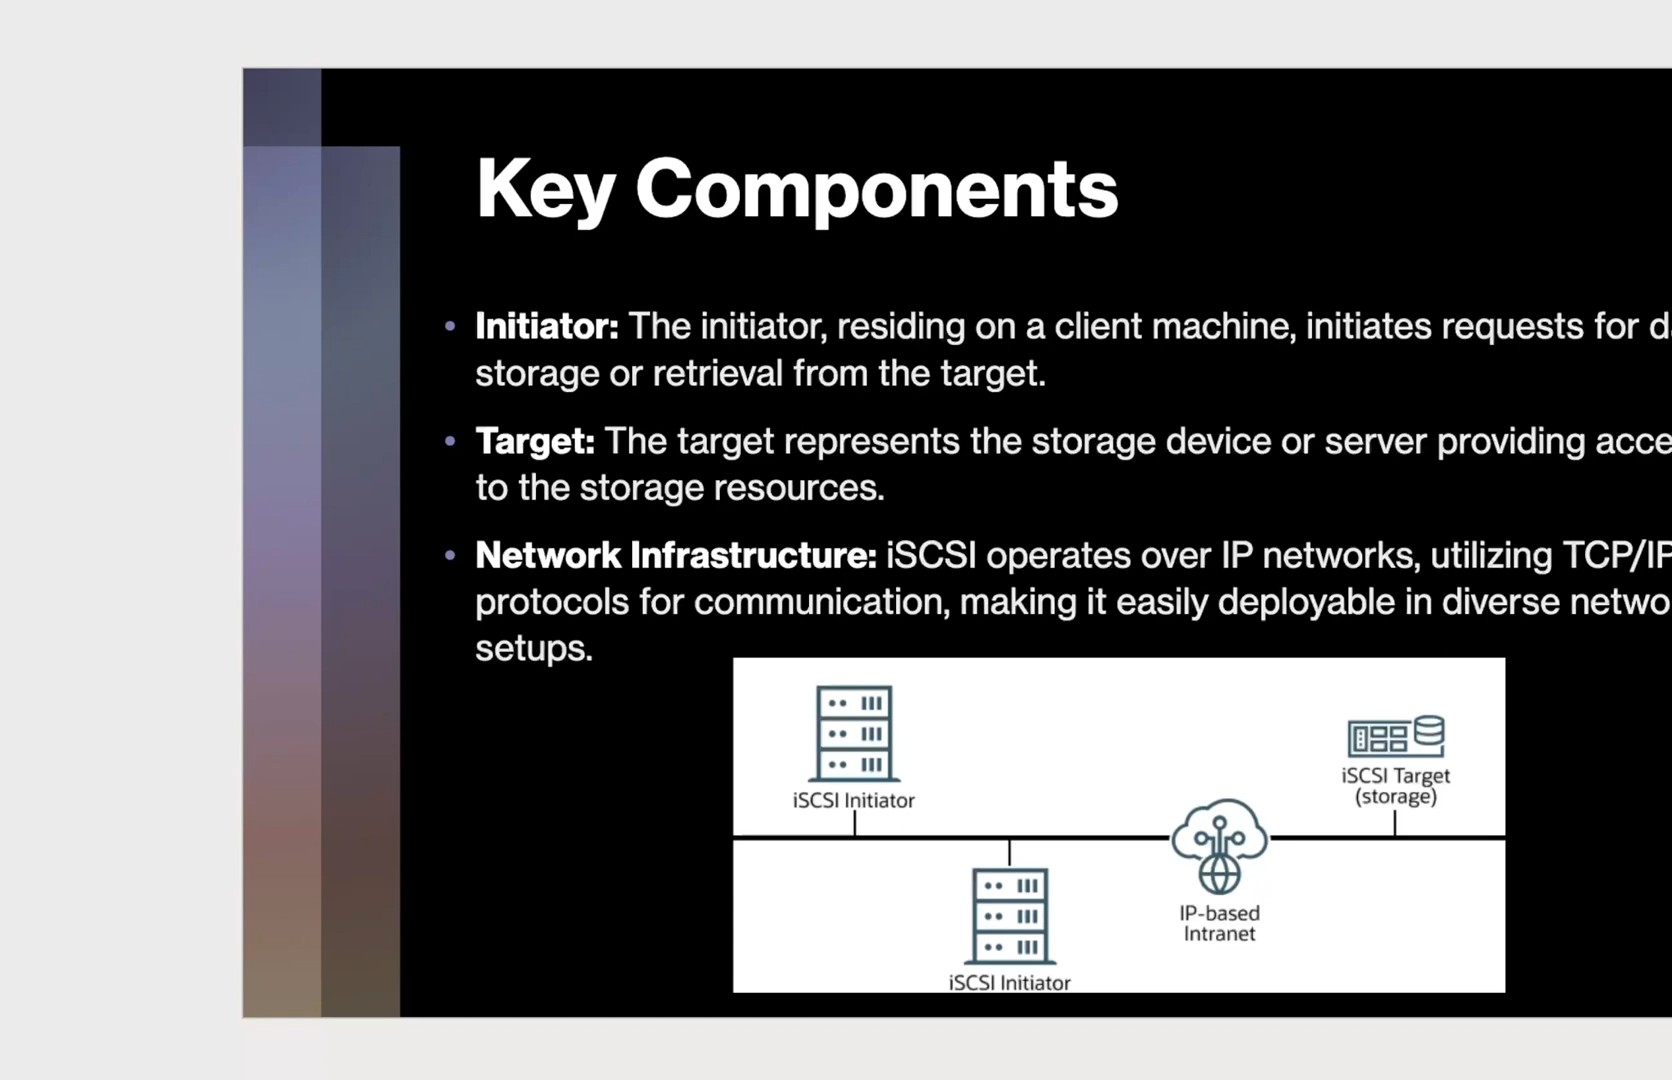 Key Components
• Initiator: The initiator, residing on a client machine, initiates requests for
storage or retrieval from the target.
• Target: The target represents the storage device or server providing
to the storage resources.
• Network Infrastructure: iSCSI operates over IP networks, utilizing TCP/IP
protocols for communication, making it easily deployable in diverse
setups.
iSCSI Initiator
iSCSI Target
(storage)
iSCSI Initiator
IP-based
Intranet